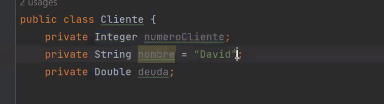 2 usages
public class Cliente {
private Integer numeroCliente;
private String nombre = "David";
private Double deuda;